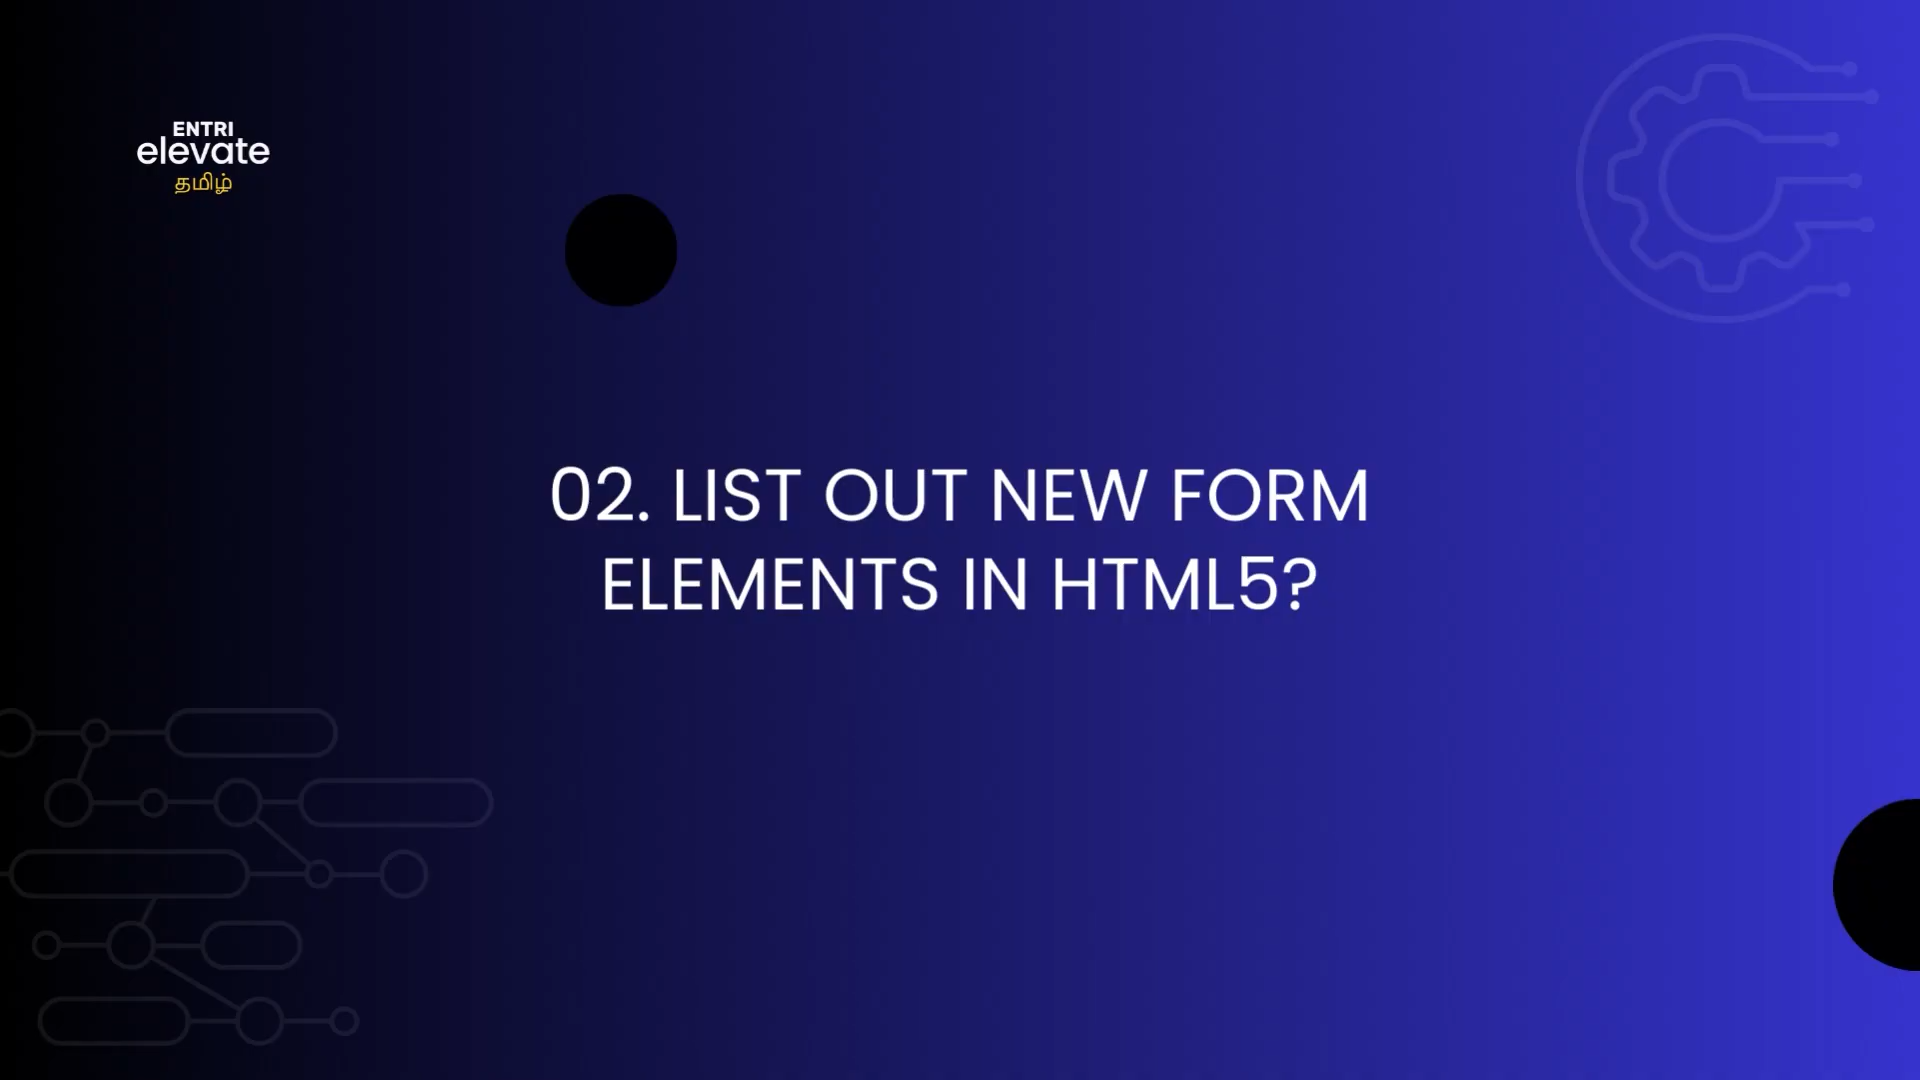 ENTRI
elevate
தமிழ்
02. LIST OUT NEW FORM
ELEMENTS IN HTML5?